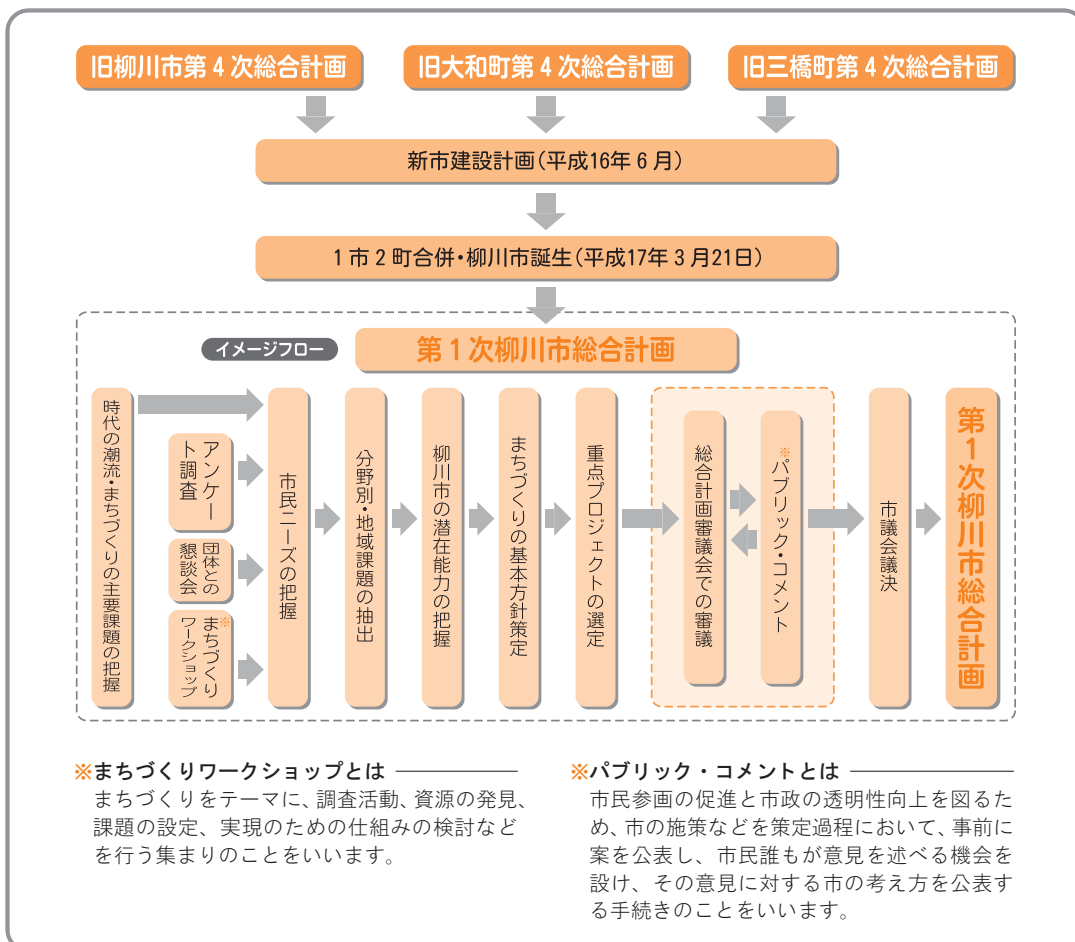 旧柳川市第４次総合計画
旧大和町第４次総合計画
旧三橋町第４次総合計画
新市建設計画(平成16年６月)
１市２町合併・柳川市誕生(平成17年３月21日)
イメージフロー
第１次柳川市総合計画
時代の潮流・まちづくりの主要課題の把握
アンケー
ト調査
団体との
懇談会
※まちづくり
ワークショップ
市民ニーズの把握
分野別・地域課題の抽出
柳川市の潜在能力の把握
まちづくりの基本方針策定
重点プロジェクトの選定
総合計画審議会での審議
※パブリック・コメント
市議会議決
第１次柳川市総合計画
※まちづくりワークショップとは
まちづくりをテーマに、調査活動、資源の発見、
課題の設定、実現のための仕組みの検討など
を行う集まりのことをいいます。
※パブリック・コメントとは
市民参画の促進と市政の透明性向上を図るた
め、市の施策などを策定過程において、事前に
案を公表し、市民誰もが意見を述べる機会を
設け、その意見に対する市の考え方を公表す
る手続きのことをいいます。